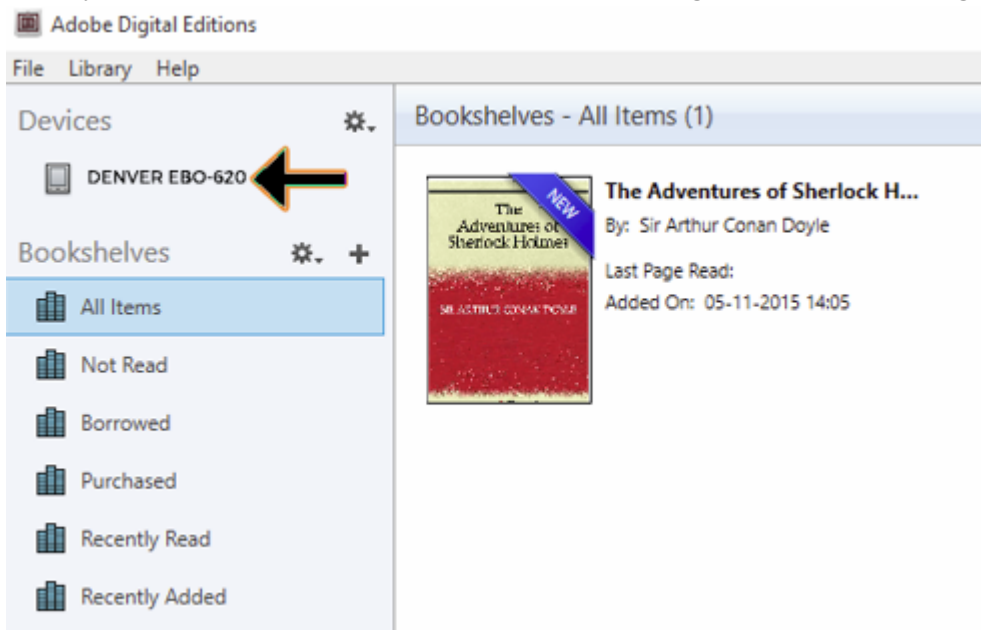 Adobe Digital Editions
File Library Help
Devices
DENVER EBO-620
Bookshelves
All Items
Not Read
Borrowed
Purchased
Recently Read
Recently Added
Bookshelves - All Items (1)
The
Adventures of
Sherlock Holmes
SIR ARTHUR CONAN DOYLE
NEW
The Adventures of Sherlock H...
By: Sir Arthur Conan Doyle
Last Page Read:
Added On: 05-11-2015 14:05